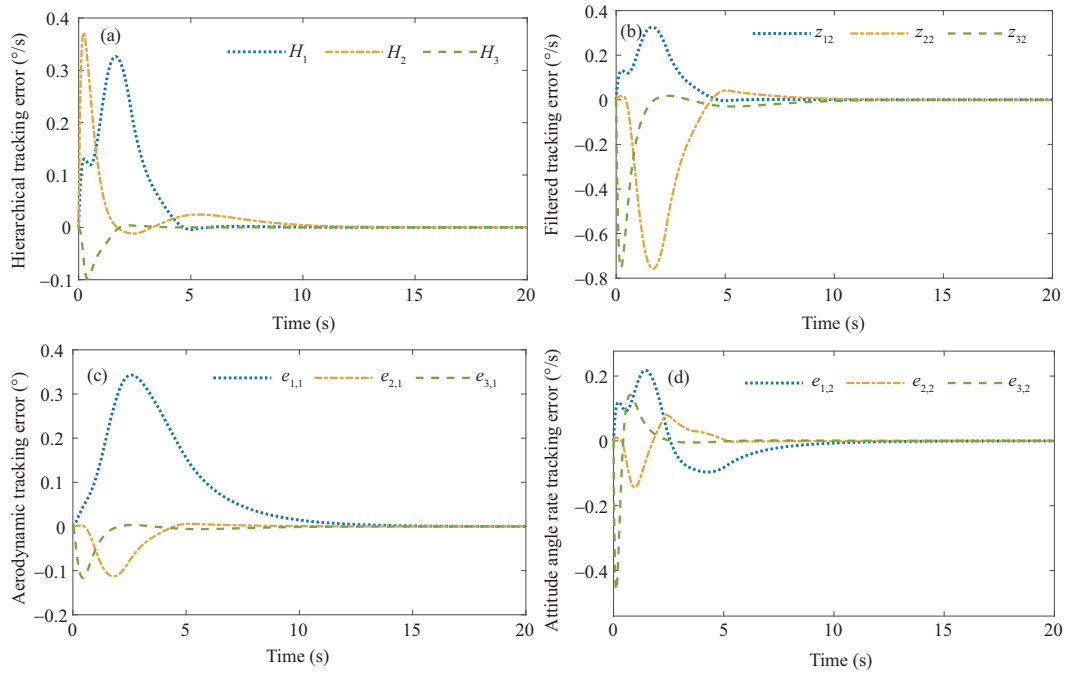 (a)
H₁ H₂ H₃
Hierarchical tracking error (°/s)
0.4
0.3
0.2
0.1
0
−0.1
0 5 10 15 20
Time (s)
(b)
z₁₂ z₂₂ z₃₂
Filtered tracking error (°/s)
0.4
0.2
0
−0.2
−0.4
−0.6
−0.8
0 5 10 15 20
Time (s)
(c)
e₁,₁ e₂,₁ e₃,₁
Aerodynamic tracking error (°)
0.4
0.3
0.2
0.1
0
−0.1
−0.2
0 5 10 15 20
Time (s)
(d)
e₁,₂ e₂,₂ e₃,₂
Attitude angle rate tracking error (°/s)
0.2
0
−0.2
−0.4
0 5 10 15 20
Time (s)